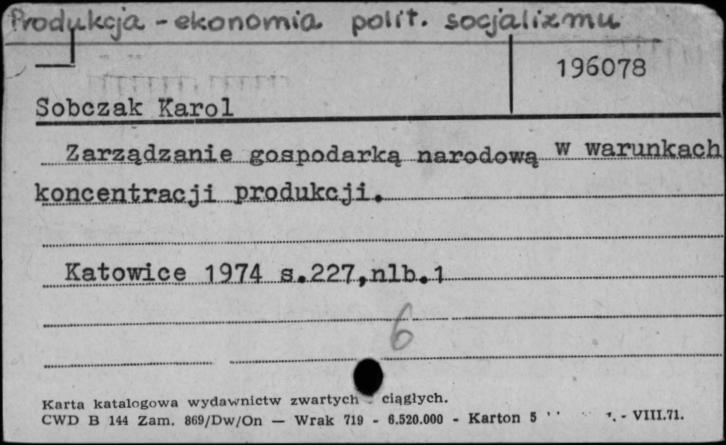 Produkcja - ekonomia polit. socjalizmu
196078
Sobczak Karol
Zarządzanie gospodarką narodową w warunkach
koncentracji produkcji.
Katowice 1974 s.227,nlb.1
6
Karta katalogowa wydawnictw zwartych - ciągłych.
CWD B 144 Zam. 869/Dw/On — Wrak 719 - 6.520.000 - Karton 5 - VIII.71.